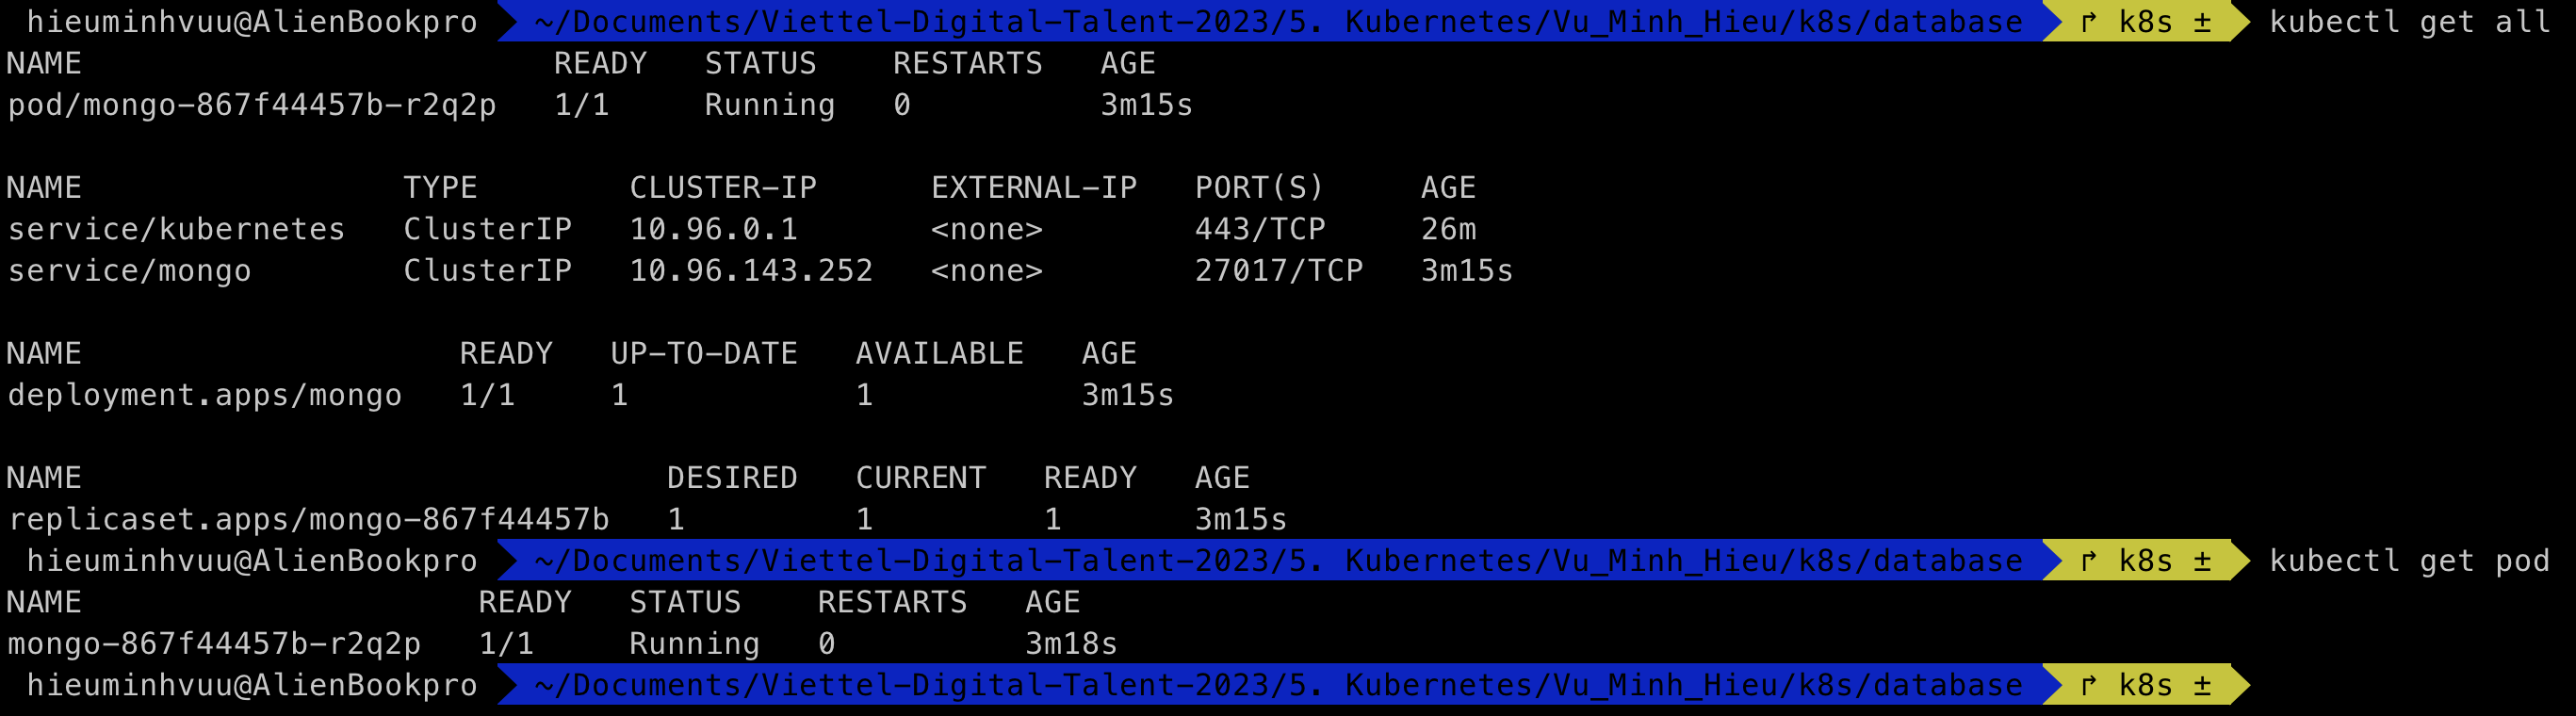 hieuminhvuu@AlienBookpro ~/Documents/Viettel-Digital-Talent-2023/5. Kubernetes/Vu_Minh_Hieu/k8s/database ↱ k8s ± kubectl get all
NAME READY STATUS RESTARTS AGE
pod/mongo-867f44457b-r2q2p 1/1 Running 0 3m15s
NAME TYPE CLUSTER-IP EXTERNAL-IP PORT(S) AGE
service/kubernetes ClusterIP 10.96.0.1 <none> 443/TCP 26m
service/mongo ClusterIP 10.96.143.252 <none> 27017/TCP 3m15s
NAME READY UP-TO-DATE AVAILABLE AGE
deployment.apps/mongo 1/1 1 1 3m15s
NAME DESIRED CURRENT READY AGE
replicaset.apps/mongo-867f44457b 1 1 1 3m15s
hieuminhvuu@AlienBookpro ~/Documents/Viettel-Digital-Talent-2023/5. Kubernetes/Vu_Minh_Hieu/k8s/database ↱ k8s ± kubectl get pod
NAME READY STATUS RESTARTS AGE
mongo-867f44457b-r2q2p 1/1 Running 0 3m18s
hieuminhvuu@AlienBookpro ~/Documents/Viettel-Digital-Talent-2023/5. Kubernetes/Vu_Minh_Hieu/k8s/database ↱ k8s ±